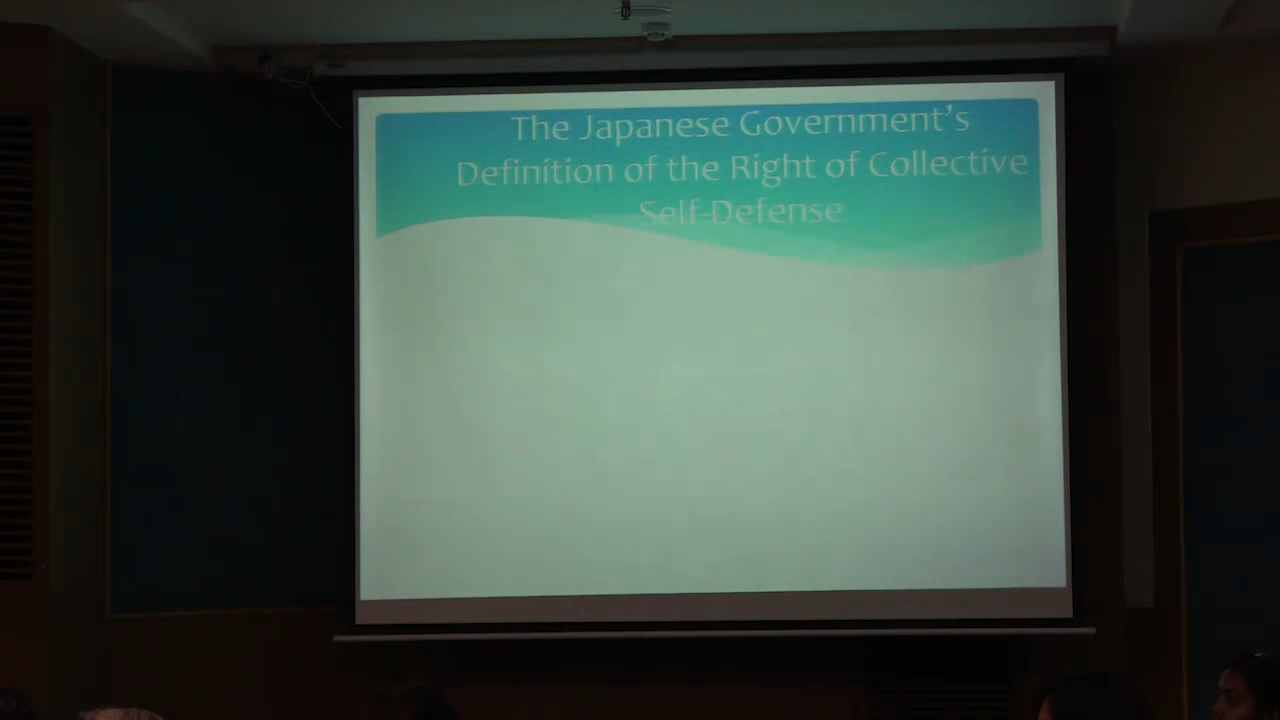 The Japanese Government's
Definition of the Right of Collective
Self-Defense